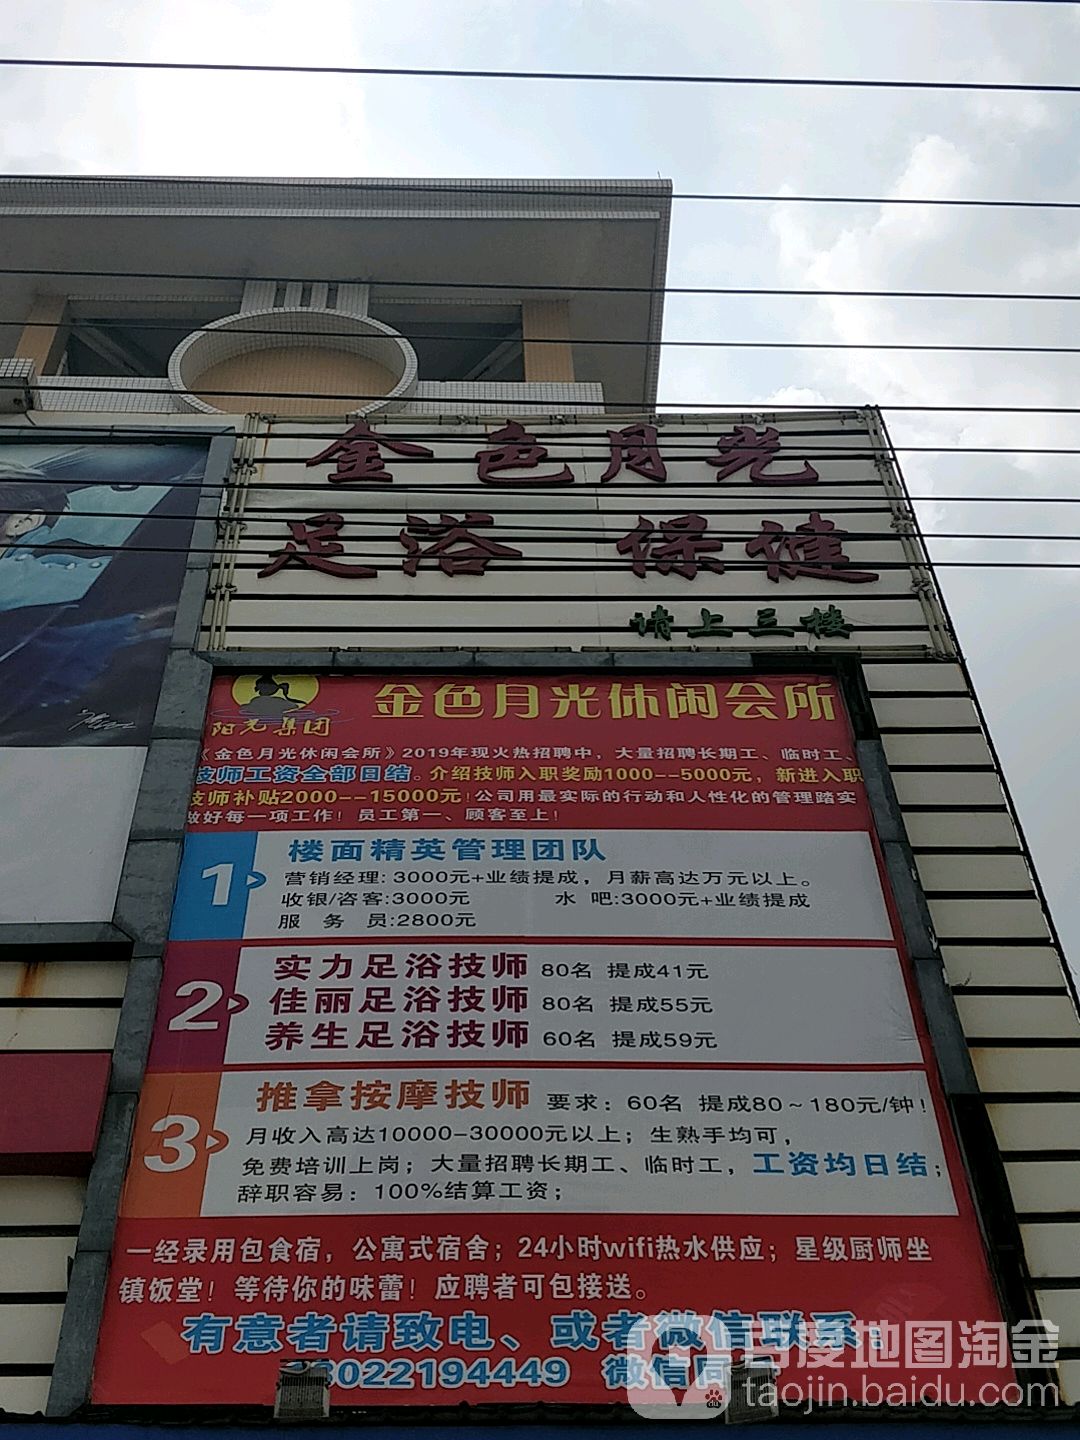 金色月光
足浴 保健
请上三楼
阳光集团
金色月光休闲会所
《金色月光休闲会所》2019年现火热招聘中，大量招聘长期工、临时工、
技师工资全部日结。介绍技师入职奖励1000--5000元，新进入职
技师补贴2000--15000元！公司用最实际的行动和人性化的管理踏实
做好每一项工作！员工第一、顾客至上！
1
楼面精英管理团队
营销经理：3000元+业绩提成，月薪高达万元以上。
收银/咨客:3000元 水 吧:3000元+业绩提成
服 务 员:2800元
2
实力足浴技师 80名 提成41元
佳丽足浴技师 80名 提成55元
养生足浴技师 60名 提成59元
3
推拿按摩技师 要求：60名 提成80～180元/钟！
月收入高达10000-30000元以上；生熟手均可，
免费培训上岗；大量招聘长期工、临时工，工资均日结；
辞职容易：100%结算工资；
一经录用包食宿，公寓式宿舍；24小时wifi热水供应；星级厨师坐
镇饭堂！等待你的味蕾！应聘者可包接送。
有意者请致电、或者微信联系：
3022194449 微信同
百度地图淘金
taojin.baidu.com